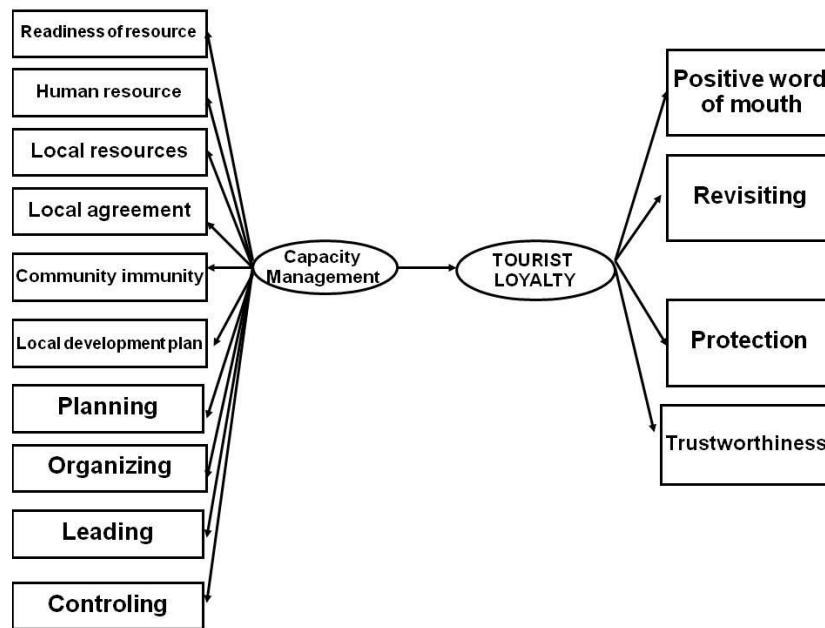 Readiness of resource
Human resource
Local resources
Local agreement
Community immunity
Local development plan
Planning
Organizing
Leading
Controling
Capacity
Management
TOURIST
LOYALTY
Positive word
of mouth
Revisiting
Protection
Trustworthiness